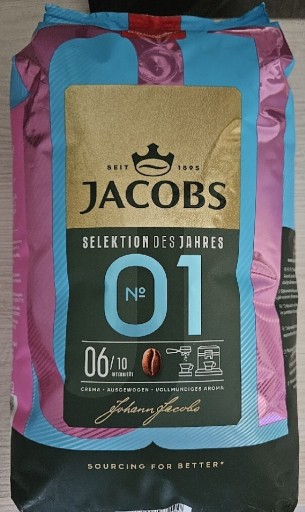 SEIT 1895
JACOBS
SELEKTION DES JAHRES
Nº 01
06/10
INTENSITÄT
CREMA - AUSGEWOGEN - VOLLMUNDIGES AROMA
Johann Jacobs
SOURCING FOR BETTER*